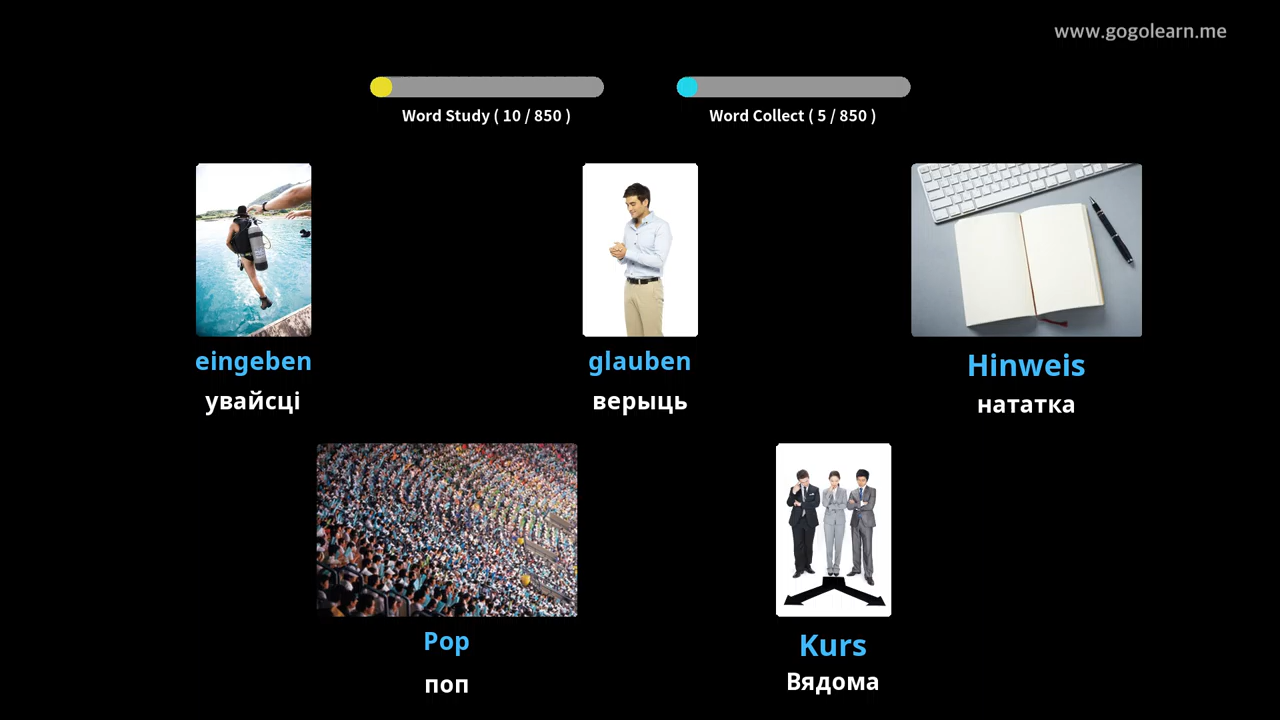 www.gogolearn.me
Word Study ( 10 / 850 )
Word Collect ( 5 / 850 )
eingeben
увайсці
glauben
верыць
Hinweis
нататка
Pop
поп
Kurs
Вядома